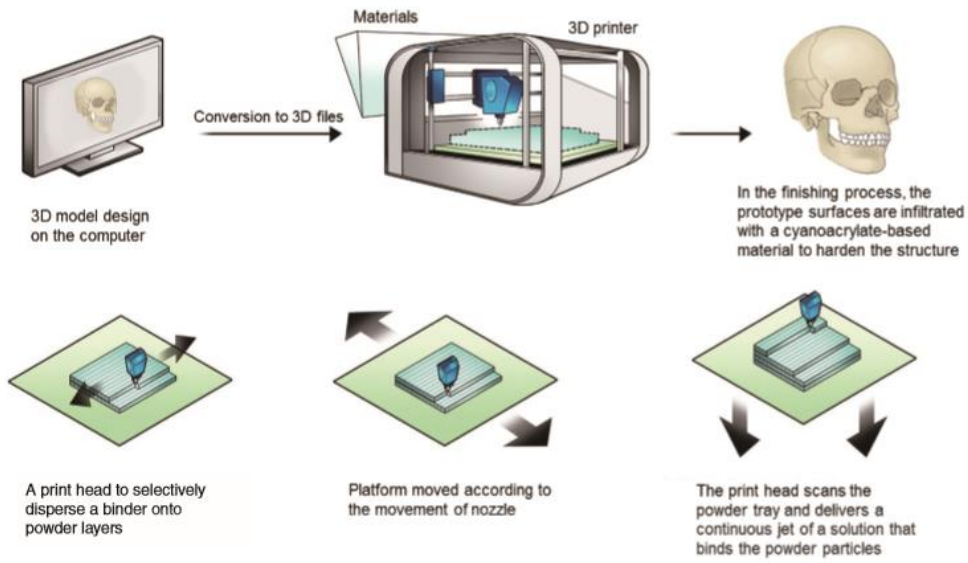 Materials
3D printer
Conversion to 3D files
3D model design
on the computer
In the finishing process, the
prototype surfaces are infiltrated
with a cyanoacrylate-based
material to harden the structure
A print head to selectively
disperse a binder onto
powder layers
Platform moved according to
the movement of nozzle
The print head scans the
powder tray and delivers a
continuous jet of a solution that
binds the powder particles